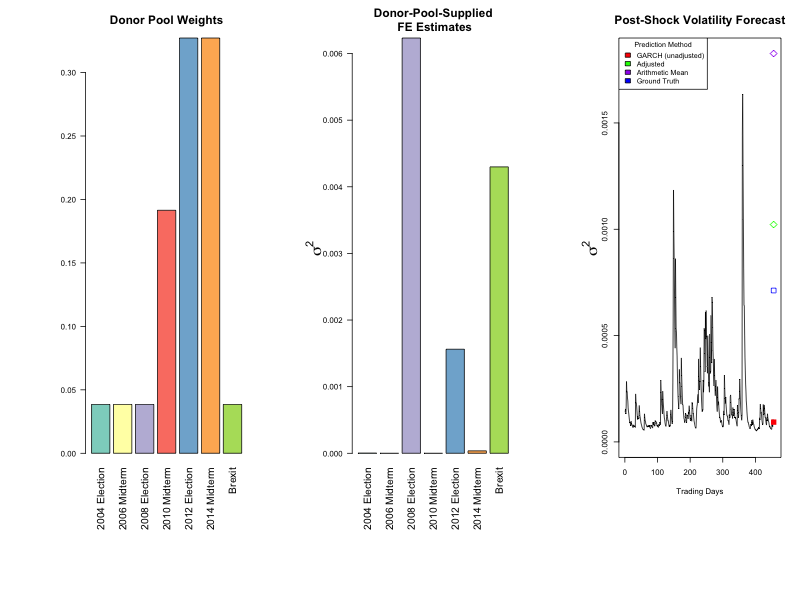 Donor Pool Weights
0.30
0.25
0.20
0.15
0.10
0.05
0.00
2004 Election
2006 Midterm
2008 Election
2010 Midterm
2012 Election
2014 Midterm
Brexit
Donor-Pool-Supplied
FE Estimates
σ²
0.006
0.005
0.004
0.003
0.002
0.001
0.000
2004 Election
2006 Midterm
2008 Election
2010 Midterm
2012 Election
2014 Midterm
Brexit
Post-Shock Volatility Forecast
Prediction Method
GARCH (unadjusted)
Adjusted
Arithmetic Mean
Ground Truth
σ²
0.0015
0.0010
0.0005
0.0000
0
100
200
300
400
Trading Days